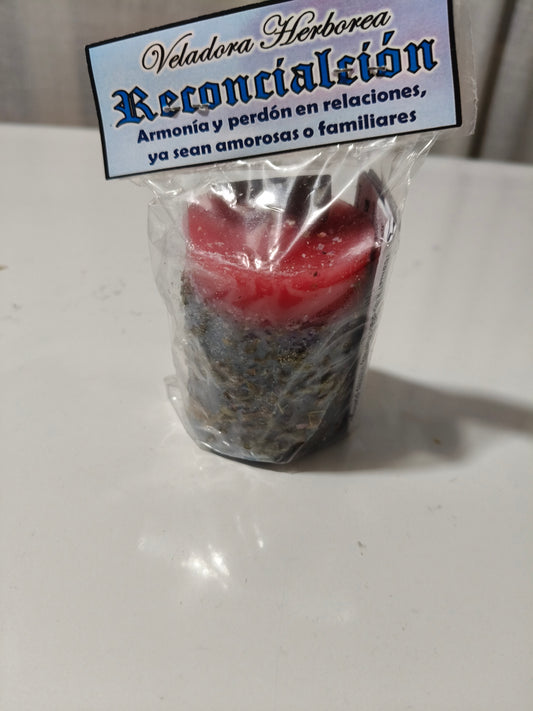 Veladora Herborea
Reconcialción
Armonía y perdón en relaciones,
ya sean amorosas o familiares